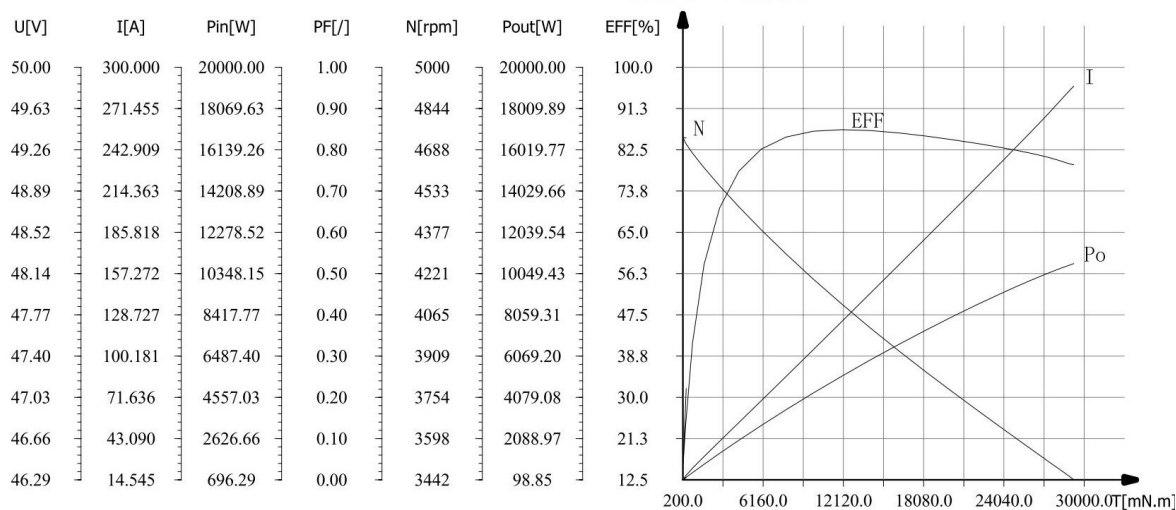 U[V] I[A] Pin[W] PF[/] N[rpm] Pout[W] EFF[%]
50.00 300.000 20000.00 1.00 5000 20000.00 100.0
49.63 271.455 18069.63 0.90 4844 18009.89 91.3
49.26 242.909 16139.26 0.80 4688 16019.77 82.5
48.89 214.363 14208.89 0.70 4533 14029.66 73.8
48.52 185.818 12278.52 0.60 4377 12039.54 65.0
48.14 157.272 10348.15 0.50 4221 10049.43 56.3
47.77 128.727 8417.77 0.40 4065 8059.31 47.5
47.40 100.181 6487.40 0.30 3909 6069.20 38.8
47.03 71.636 4557.03 0.20 3754 4079.08 30.0
46.66 43.090 2626.66 0.10 3598 2088.97 21.3
46.29 14.545 696.29 0.00 3442 98.85 12.5
I
N EFF
Po
200.0 6160.0 12120.0 18080.0 24040.0 30000.0 T[mN.m]